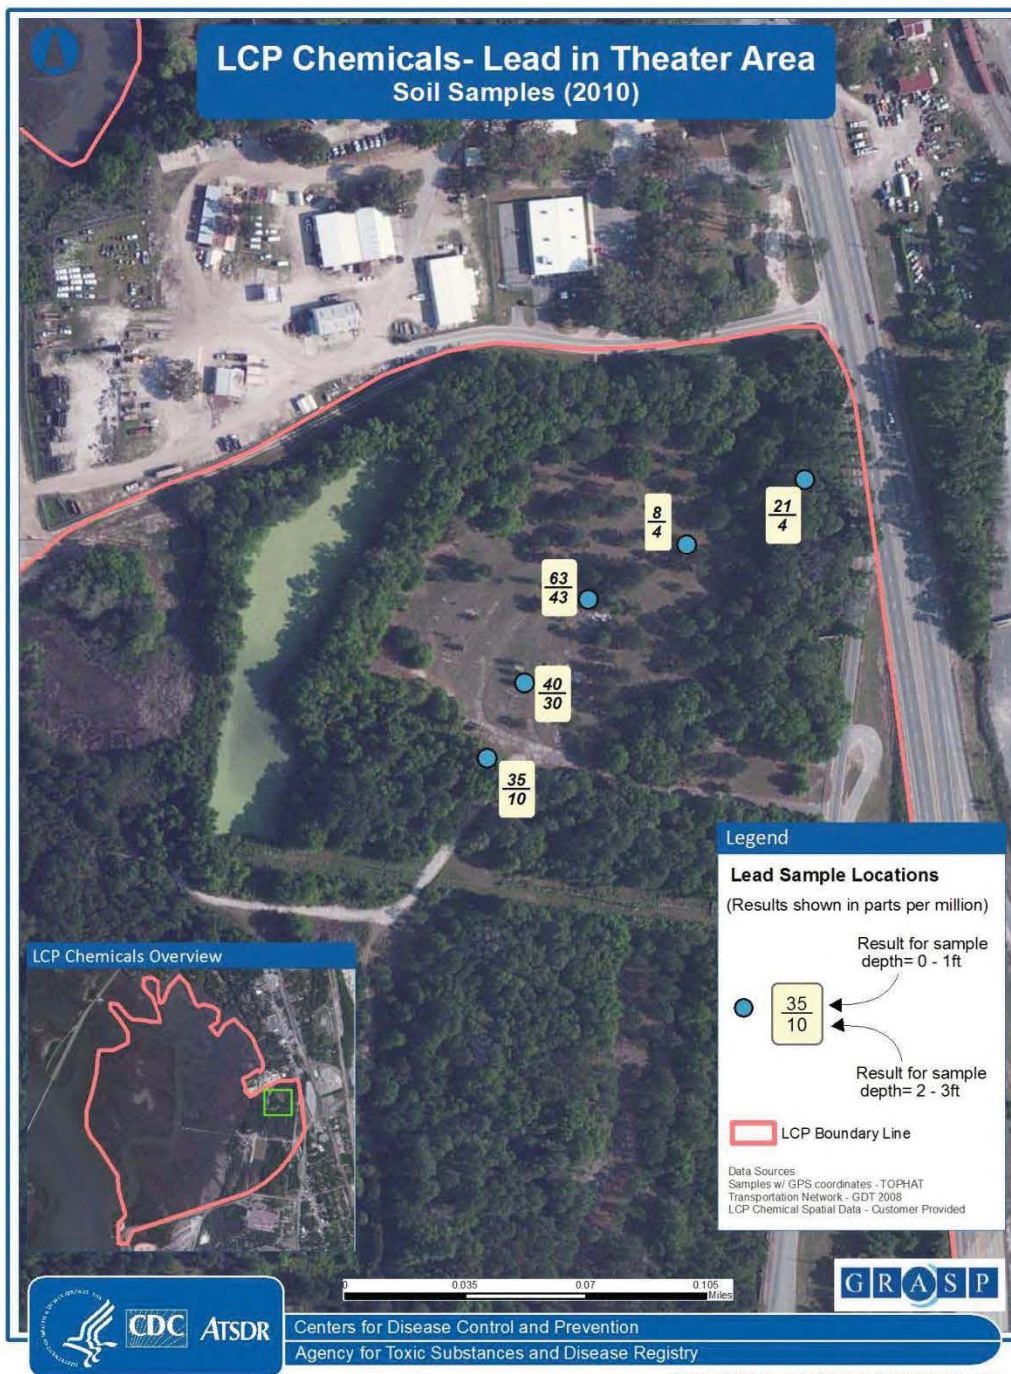 LCP Chemicals- Lead in Theater Area
Soil Samples (2010)
21
4
8
4
63
43
40
30
35
10
Legend
Lead Sample Locations
(Results shown in parts per million)
Result for sample
depth= 0 - 1ft
35
10
Result for sample
depth= 2 - 3ft
LCP Boundary Line
Data Sources
Samples w/ GPS coordinates - TOPHAT
Transportation Network - GDT 2008
LCP Chemical Spatial Data - Customer Provided
LCP Chemicals Overview
0 0.035 0.07 0.105
Miles
GRASP
CDC ATSDR
Centers for Disease Control and Prevention
Agency for Toxic Substances and Disease Registry